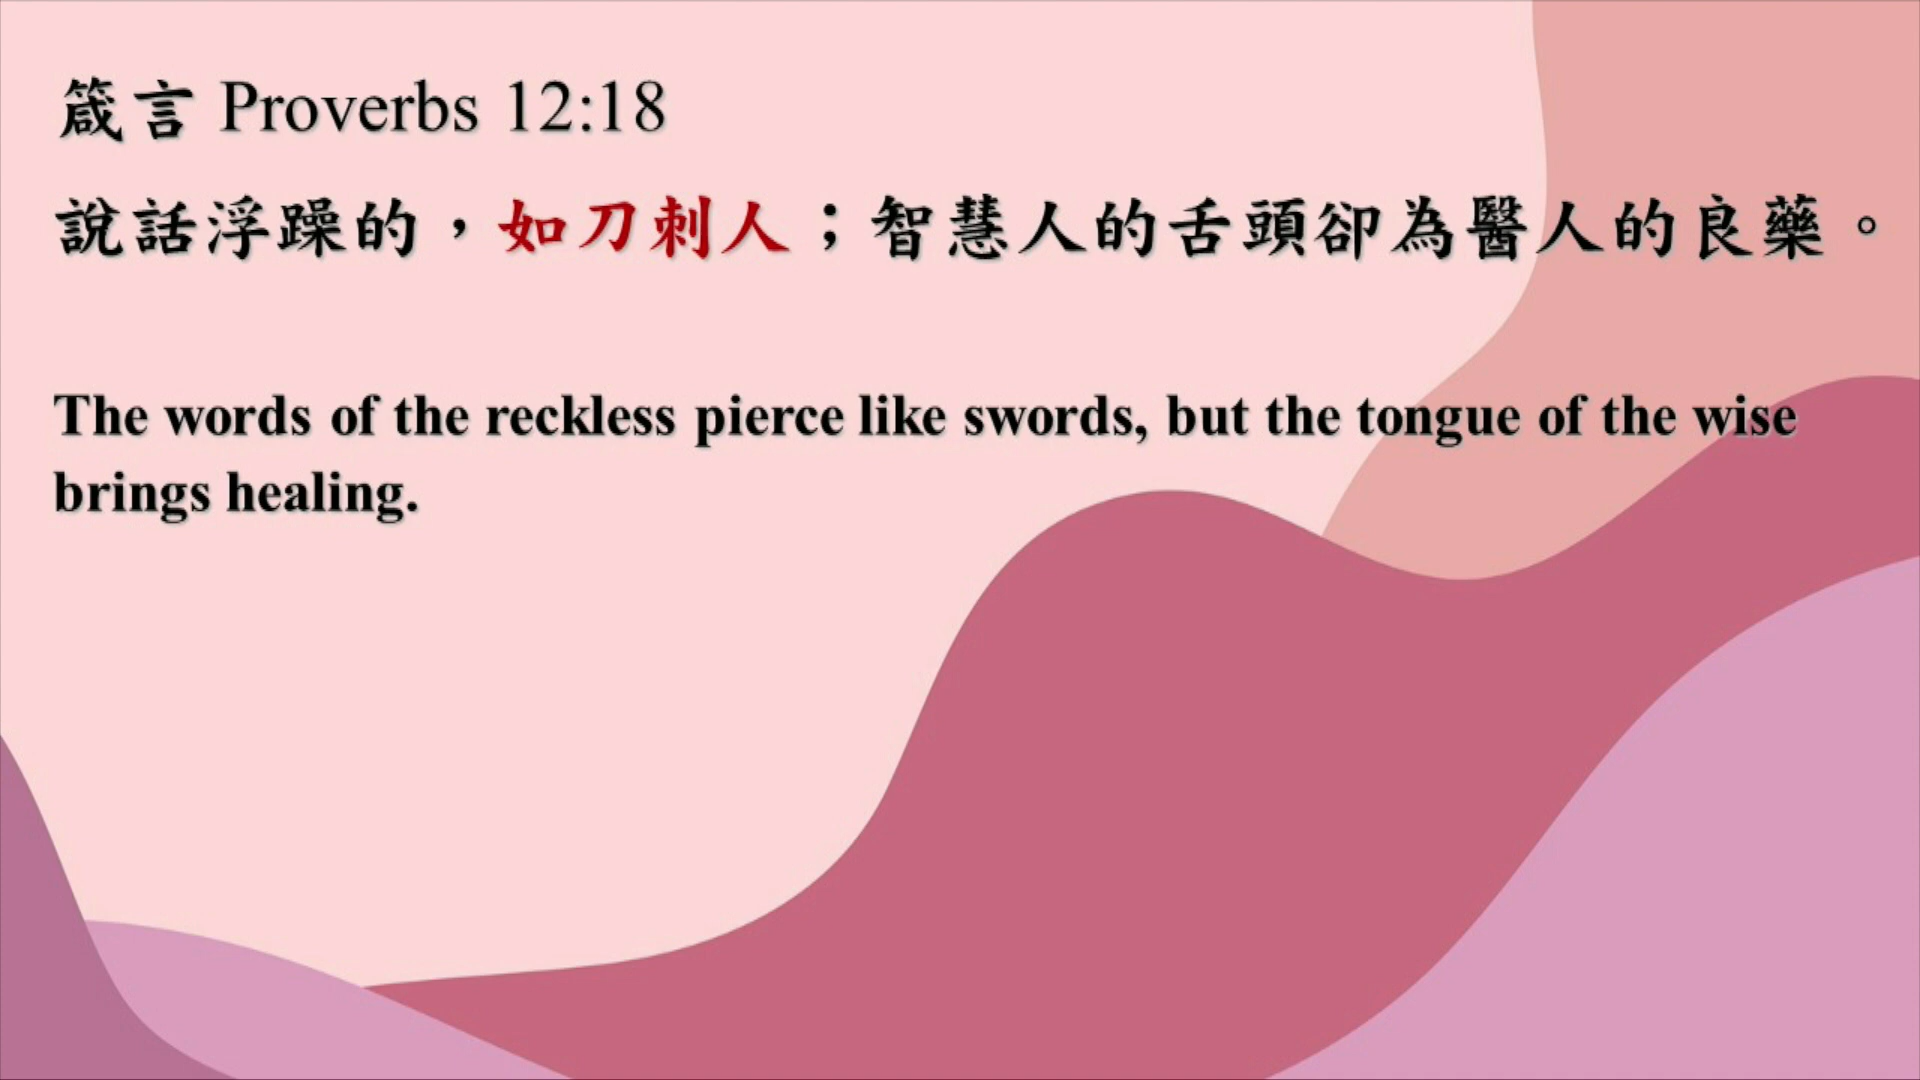 箴言 Proverbs 12:18
說話浮躁的，如刀刺人；智慧人的舌頭卻為醫人的良藥。
The words of the reckless pierce like swords, but the tongue of the wise
brings healing.